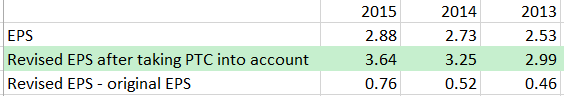 2015 2014 2013
EPS 2.88 2.73 2.53
Revised EPS after taking PTC into account 3.64 3.25 2.99
Revised EPS - original EPS 0.76 0.52 0.46